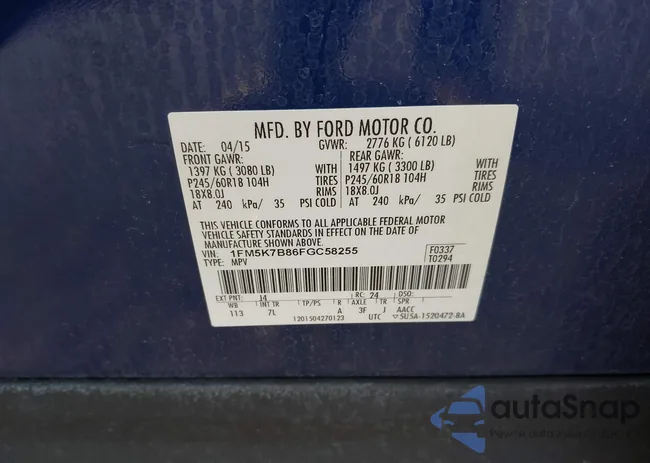 MFD. BY FORD MOTOR CO.
DATE: 04/15 GVWR: 2776 KG ( 6120 LB)
FRONT GAWR: REAR GAWR:
1397 KG ( 3080 LB) WITH 1497 KG ( 3300 LB) WITH
P245/60R18 104H TIRES P245/60R18 104H TIRES
18X8.0J RIMS 18X8.0J RIMS
AT 240 kPa/ 35 PSI COLD AT 240 kPa/ 35 PSI COLD
THIS VEHICLE CONFORMS TO ALL APPLICABLE FEDERAL MOTOR
VEHICLE SAFETY STANDARDS IN EFFECT ON THE DATE OF
MANUFACTURE SHOWN ABOVE.
VIN: 1FM5K7B86FGC58255 F0337
TYPE: MPV T0294
EXT PNT: J4 RC: 24 DSO:
WB INT TR TP/PS R AXLE TR SPR
113 7L A 3F J AACC
1201504270123 UTC ▽5U5A-1520472-BA
autoSnap